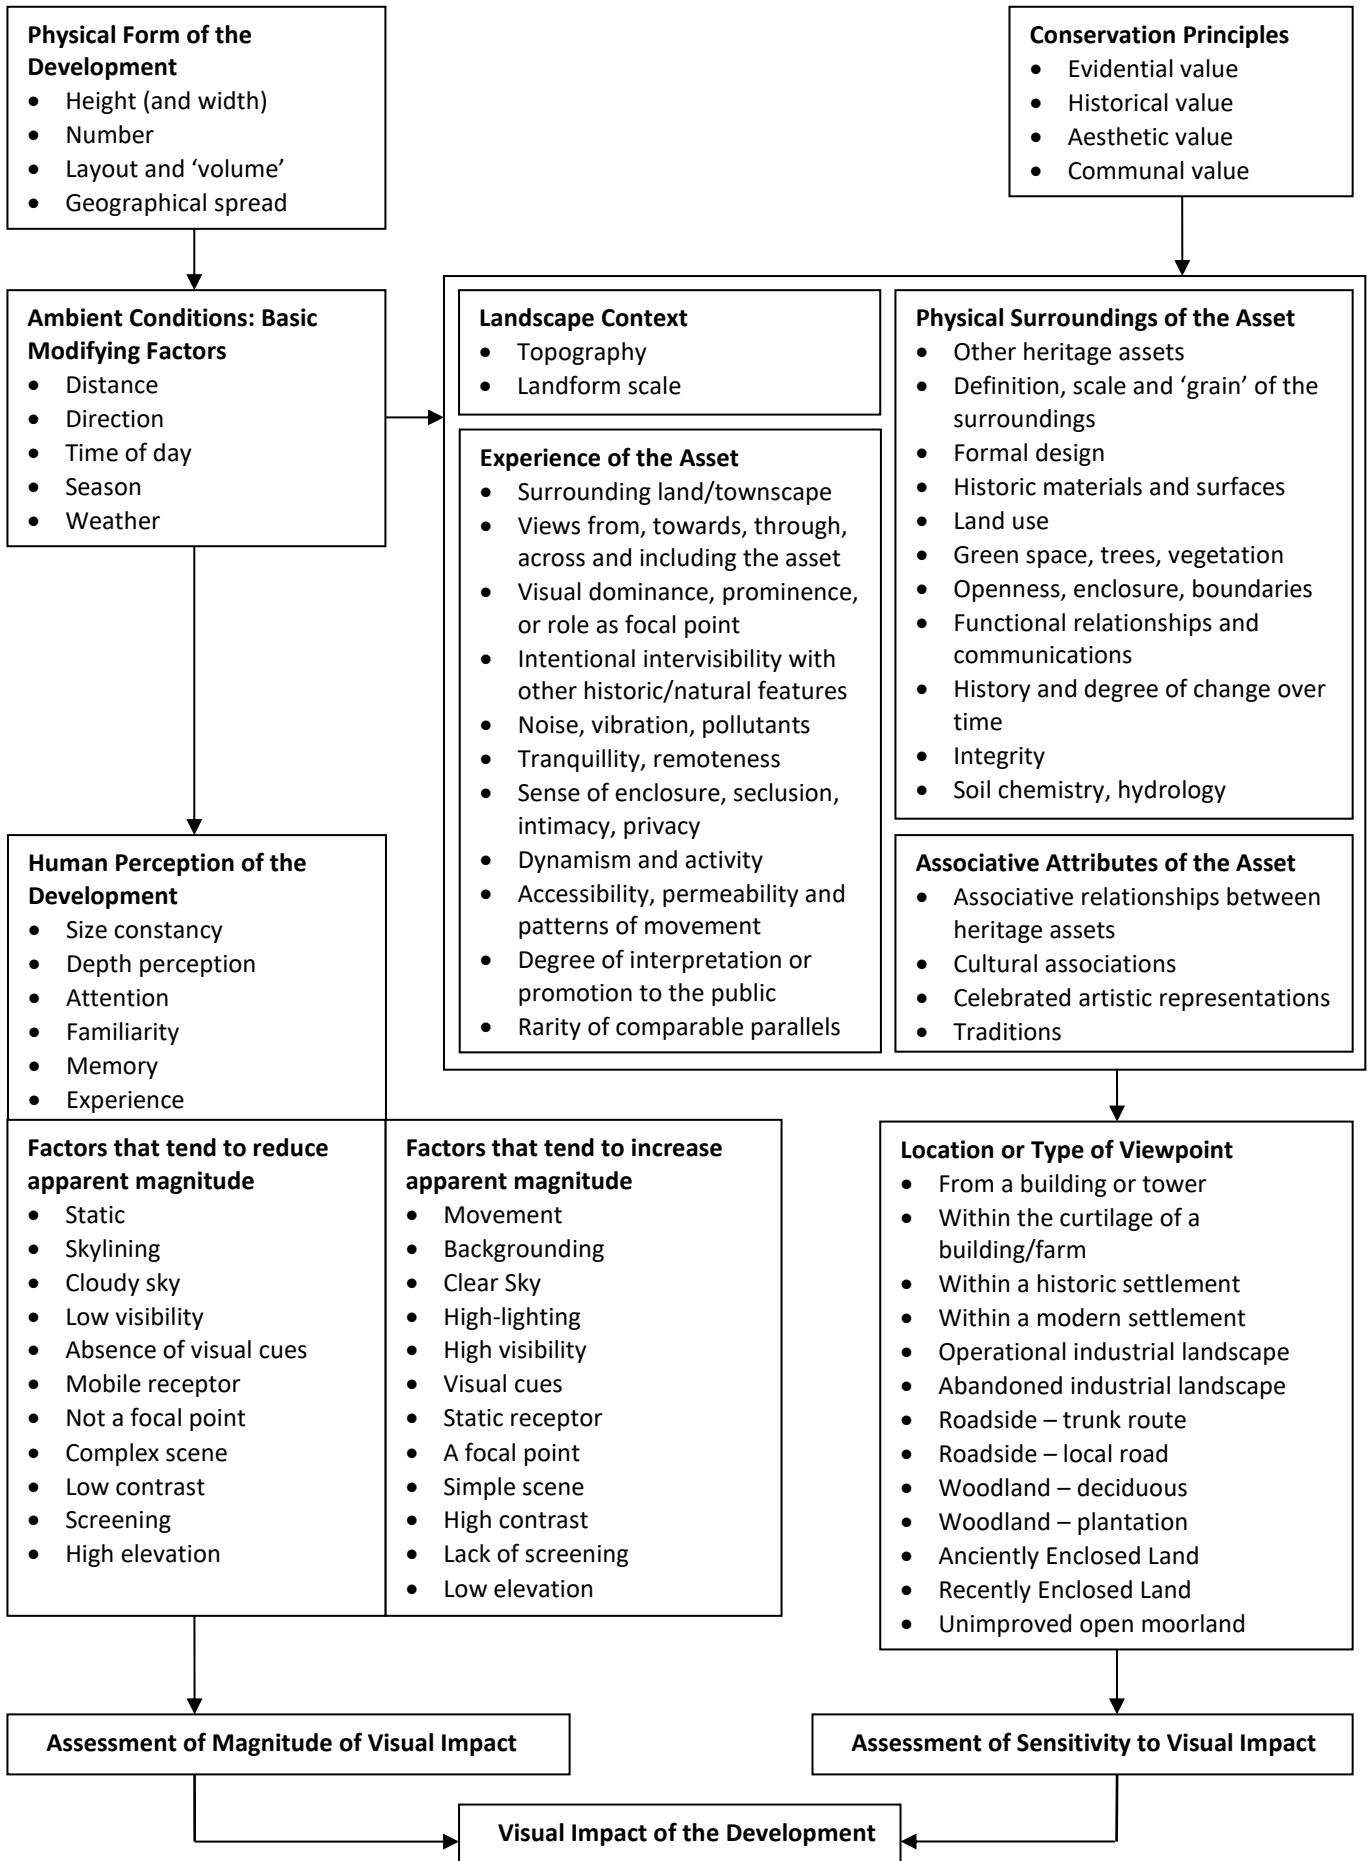 Physical Form of the
Development
• Height (and width)
• Number
• Layout and ‘volume’
• Geographical spread
Conservation Principles
• Evidential value
• Historical value
• Aesthetic value
• Communal value
Ambient Conditions: Basic
Modifying Factors
• Distance
• Direction
• Time of day
• Season
• Weather
Landscape Context
• Topography
• Landform scale
Experience of the Asset
• Surrounding land/townscape
• Views from, towards, through,
across and including the asset
• Visual dominance, prominence,
or role as focal point
• Intentional intervisibility with
other historic/natural features
• Noise, vibration, pollutants
• Tranquillity, remoteness
• Sense of enclosure, seclusion,
intimacy, privacy
• Dynamism and activity
• Accessibility, permeability and
patterns of movement
• Degree of interpretation or
promotion to the public
• Rarity of comparable parallels
Physical Surroundings of the Asset
• Other heritage assets
• Definition, scale and ‘grain’ of the
surroundings
• Formal design
• Historic materials and surfaces
• Land use
• Green space, trees, vegetation
• Openness, enclosure, boundaries
• Functional relationships and
communications
• History and degree of change over
time
• Integrity
• Soil chemistry, hydrology
Associative Attributes of the Asset
• Associative relationships between
heritage assets
• Cultural associations
• Celebrated artistic representations
• Traditions
Human Perception of the
Development
• Size constancy
• Depth perception
• Attention
• Familiarity
• Memory
• Experience
Factors that tend to reduce
apparent magnitude
• Static
• Skylining
• Cloudy sky
• Low visibility
• Absence of visual cues
• Mobile receptor
• Not a focal point
• Complex scene
• Low contrast
• Screening
• High elevation
Factors that tend to increase
apparent magnitude
• Movement
• Backgrounding
• Clear Sky
• High-lighting
• High visibility
• Visual cues
• Static receptor
• A focal point
• Simple scene
• High contrast
• Lack of screening
• Low elevation
Location or Type of Viewpoint
• From a building or tower
• Within the curtilage of a
building/farm
• Within a historic settlement
• Within a modern settlement
• Operational industrial landscape
• Abandoned industrial landscape
• Roadside – trunk route
• Roadside – local road
• Woodland – deciduous
• Woodland – plantation
• Anciently Enclosed Land
• Recently Enclosed Land
• Unimproved open moorland
Assessment of Magnitude of Visual Impact
Assessment of Sensitivity to Visual Impact
Visual Impact of the Development